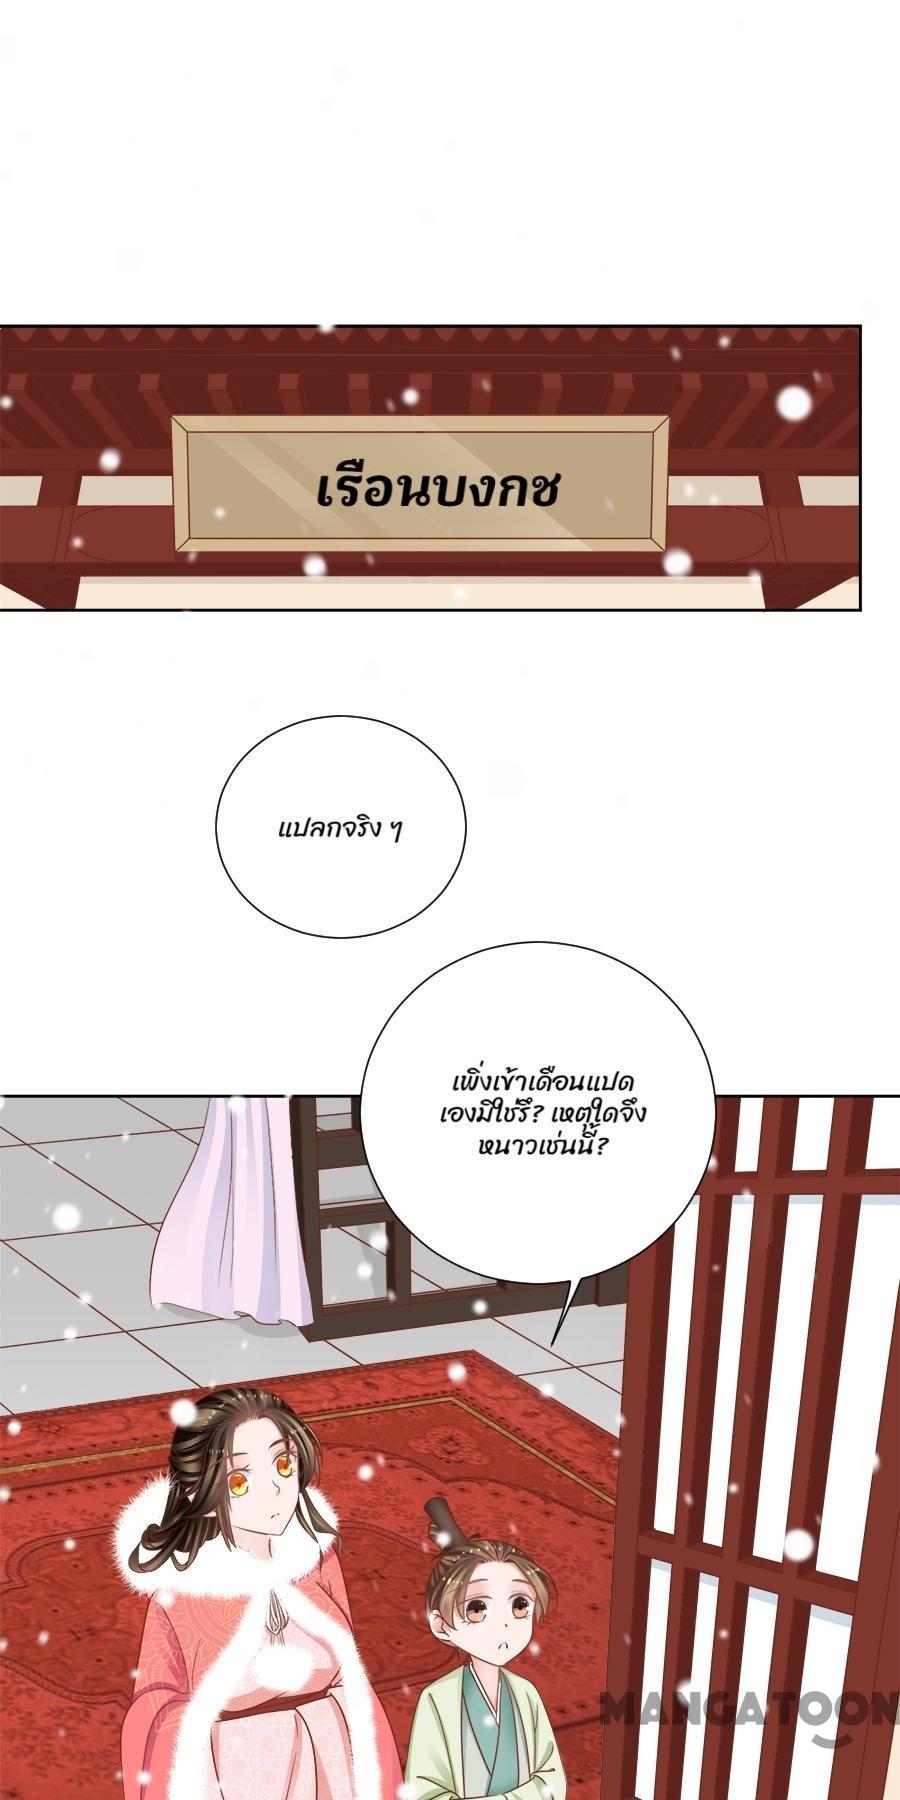 เรือนบงกช
แปลกจริง ๆ
เพิ่งเข้าเดือนแปด
เองมิใช่รึ? เหตุใดจึง
หนาวเช่นนี้?
MANGATOON